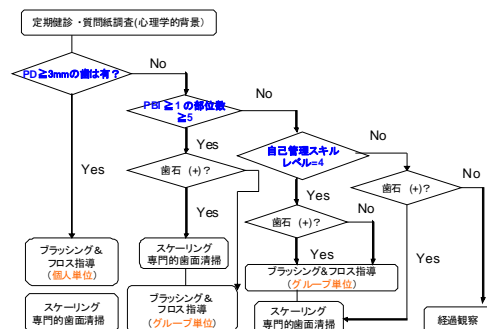 定期健診・質問紙調査(心理学的背景)
PD≧3mmの歯は有？
No
PBI≧1の部位数
≧5
No
自己管理スキル
レベル=4
No
Yes
Yes
歯石 (+)？
Yes
歯石 (+)？
No
Yes
歯石 (+)？
No
Yes
Yes
ブラッシング＆
フロス指導
(個人単位)
スケーリング
専門的歯面清掃
スケーリング
専門的歯面清掃
ブラッシング＆
フロス指導
(グループ単位)
ブラッシング&フロス指導
(グループ単位)
スケーリング
専門的歯面清掃
経過観察